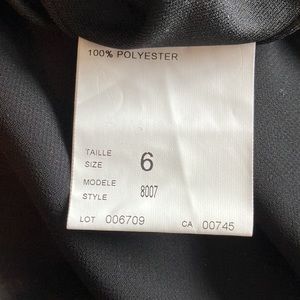 100% POLYESTER
TAILLE
SIZE 6
MODELE
STYLE 8007
LOT 006709 CA 00745